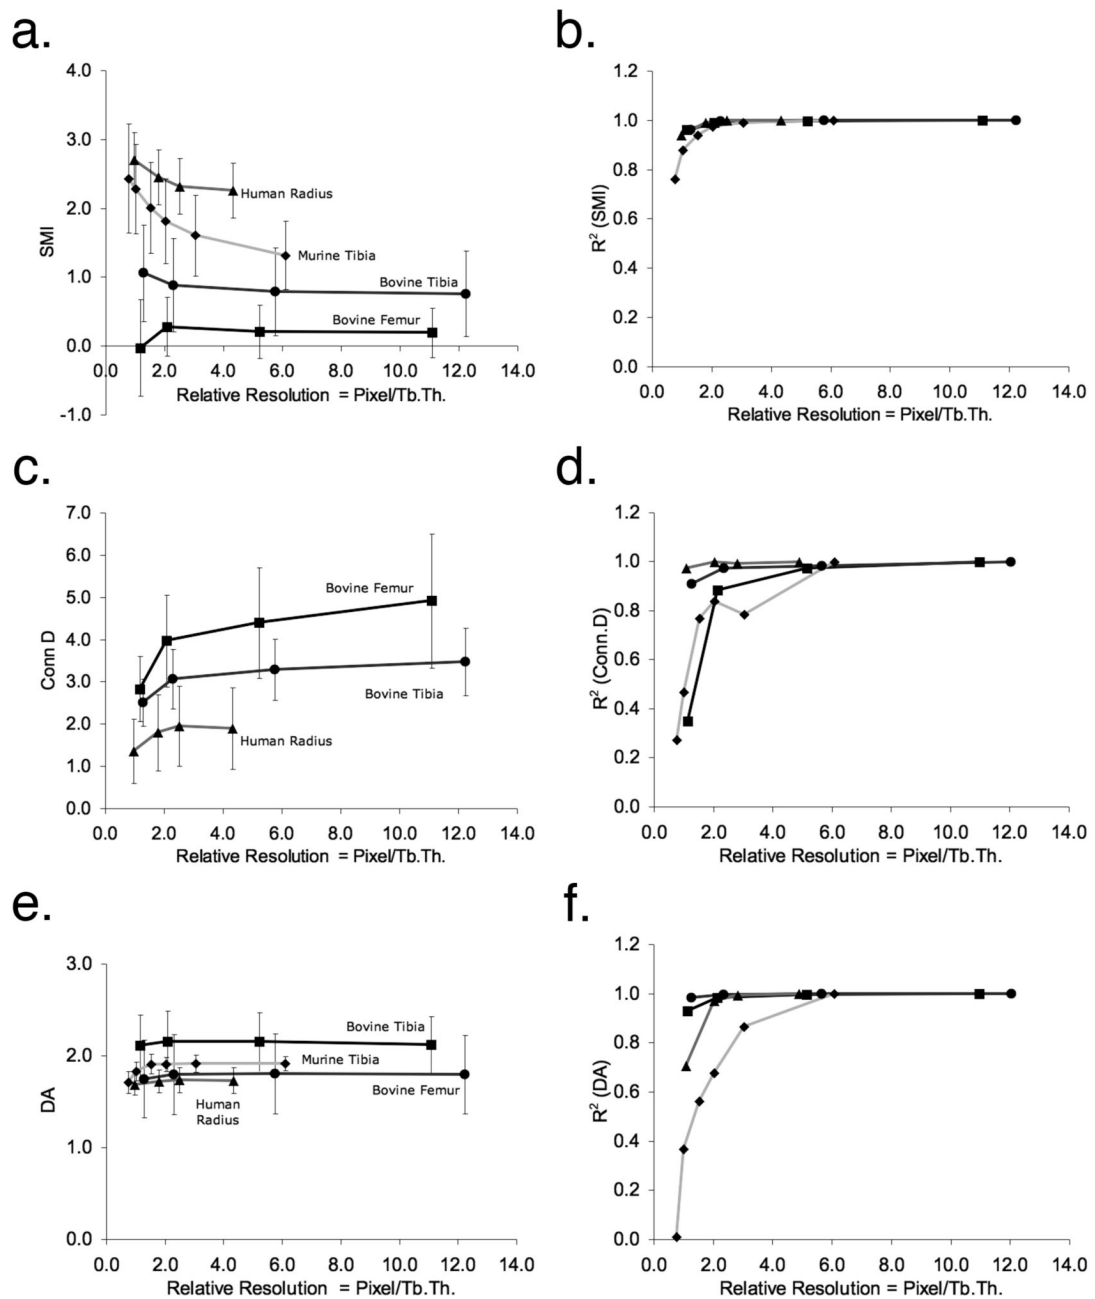 a.
4.0
3.0
2.0
1.0
0.0
-1.0
SMI
Human Radius
Murine Tibia
Bovine Tibia
Bovine Femur
0.0 2.0 4.0 6.0 8.0 10.0 12.0 14.0
Relative Resolution = Pixel/Tb.Th.
b.
1.2
1.0
0.8
0.6
0.4
0.2
0.0
R² (SMI)
0.0 2.0 4.0 6.0 8.0 10.0 12.0 14.0
Relative Resolution = Pixel/Tb.Th.
c.
7.0
6.0
5.0
4.0
3.0
2.0
1.0
0.0
Conn D
Bovine Femur
Bovine Tibia
Human Radius
0.0 2.0 4.0 6.0 8.0 10.0 12.0 14.0
Relative Resolution = Pixel/Tb.Th.
d.
1.2
1.0
0.8
0.6
0.4
0.2
0.0
R² (Conn.D)
0.0 2.0 4.0 6.0 8.0 10.0 12.0 14.0
Relative Resolution = Pixel/Tb.Th.
e.
3.0
2.0
1.0
0.0
DA
Bovine Tibia
Murine Tibia
Bovine Femur
Human
Radius
0.0 2.0 4.0 6.0 8.0 10.0 12.0 14.0
Relative Resolution = Pixel/Tb.Th.
f.
1.2
1.0
0.8
0.6
0.4
0.2
0.0
R² (DA)
0.0 2.0 4.0 6.0 8.0 10.0 12.0 14.0
Relative Resolution = Pixel/Tb.Th.